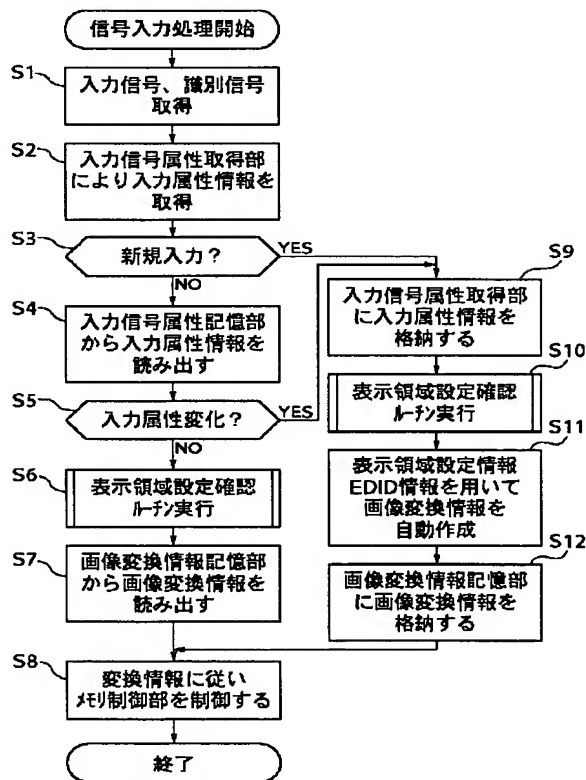 信号入力処理開始
S1
入力信号、識別信号
取得
S2
入力信号属性取得部
により入力属性情報を
取得
S3
新規入力？
YES
NO
S4
入力信号属性記憶部
から入力属性情報を
読み出す
S5
入力属性変化？
YES
NO
S6
表示領域設定確認
ルーチン実行
S7
画像変換情報記憶部
から画像変換情報を
読み出す
S8
変換情報に従い
メモリ制御部を制御する
終了
S9
入力信号属性取得部
に入力属性情報を
格納する
S10
表示領域設定確認
ルーチン実行
S11
表示領域設定情報
EDID情報を用いて
画像変換情報を
自動作成
S12
画像変換情報記憶部
に画像変換情報を
格納する